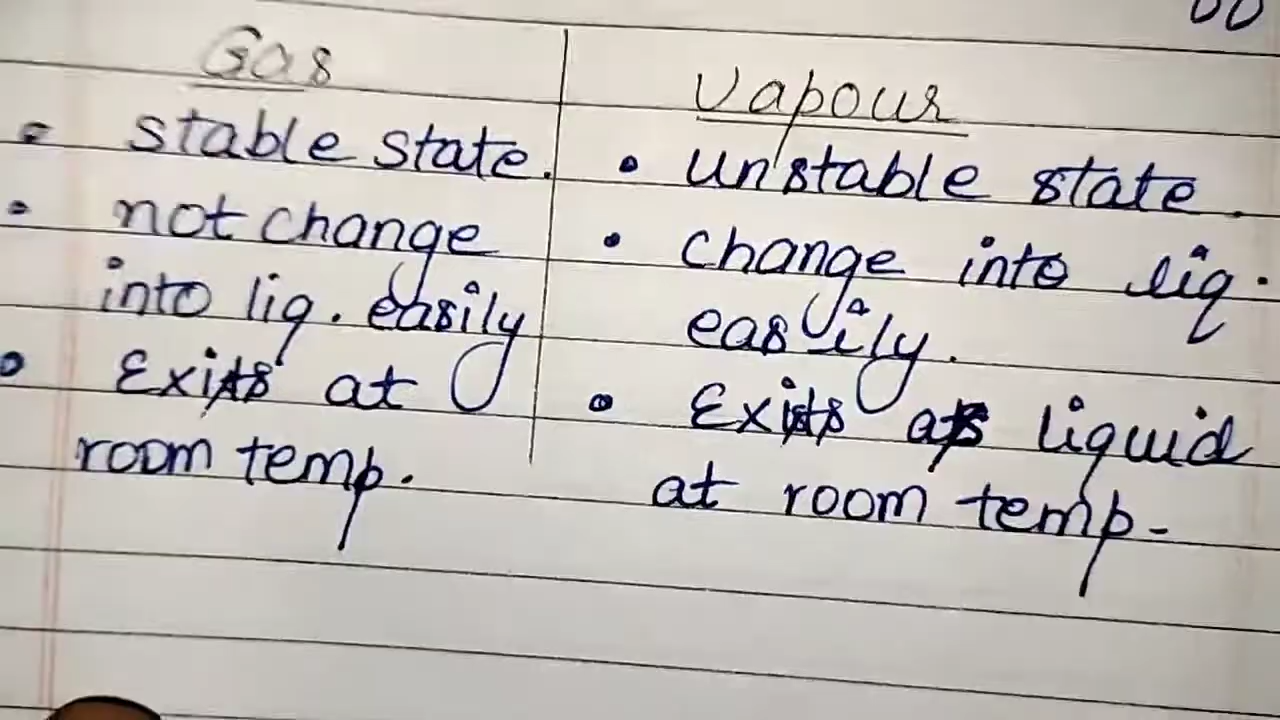 Gas
stable state.
not change
into liq. easily
Exists at
room temp.
Vapour
unstable state.
change into liq.
easily.
Exists as liquid
at room temp.